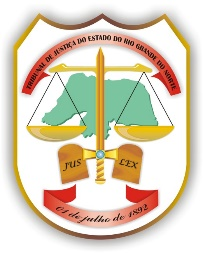 TRIBUNAL DE JUSTIÇA DO ESTADO DO RIO GRANDE DO NORTE
JUS LEX
01 de julho de 1892